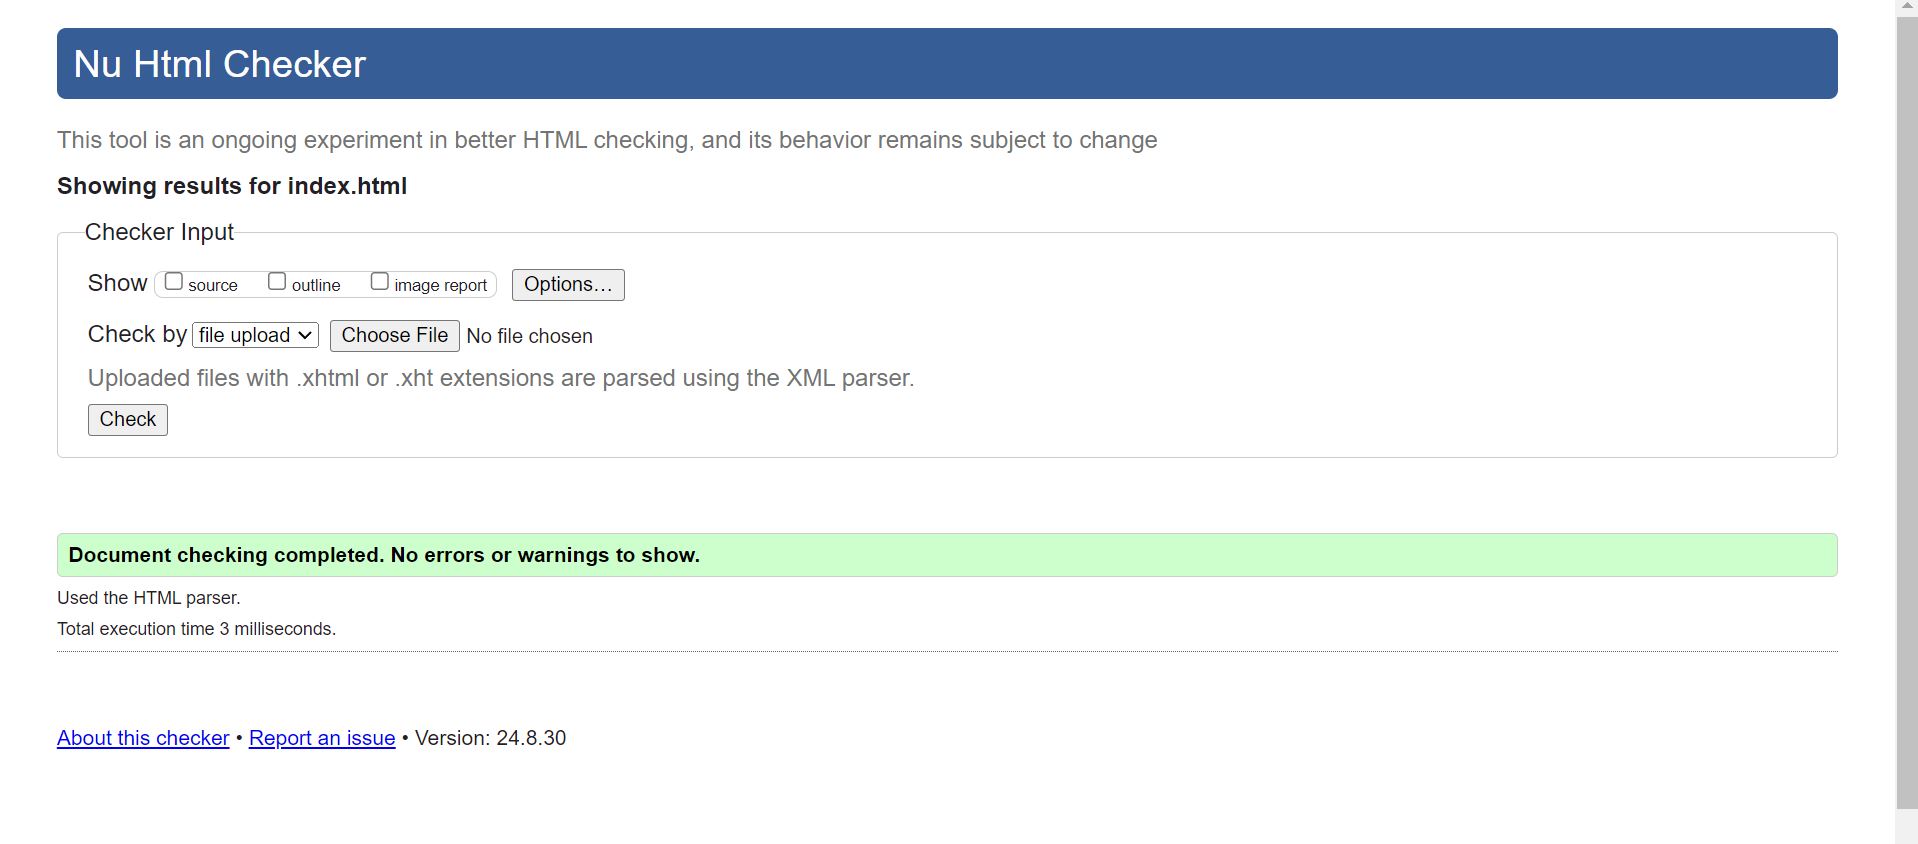 Nu Html Checker
This tool is an ongoing experiment in better HTML checking, and its behavior remains subject to change
Showing results for index.html
Checker Input
Show source outline image report Options…
Check by file upload Choose File No file chosen
Uploaded files with .xhtml or .xht extensions are parsed using the XML parser.
Check
Document checking completed. No errors or warnings to show.
Used the HTML parser.
Total execution time 3 milliseconds.
About this checker • Report an issue • Version: 24.8.30